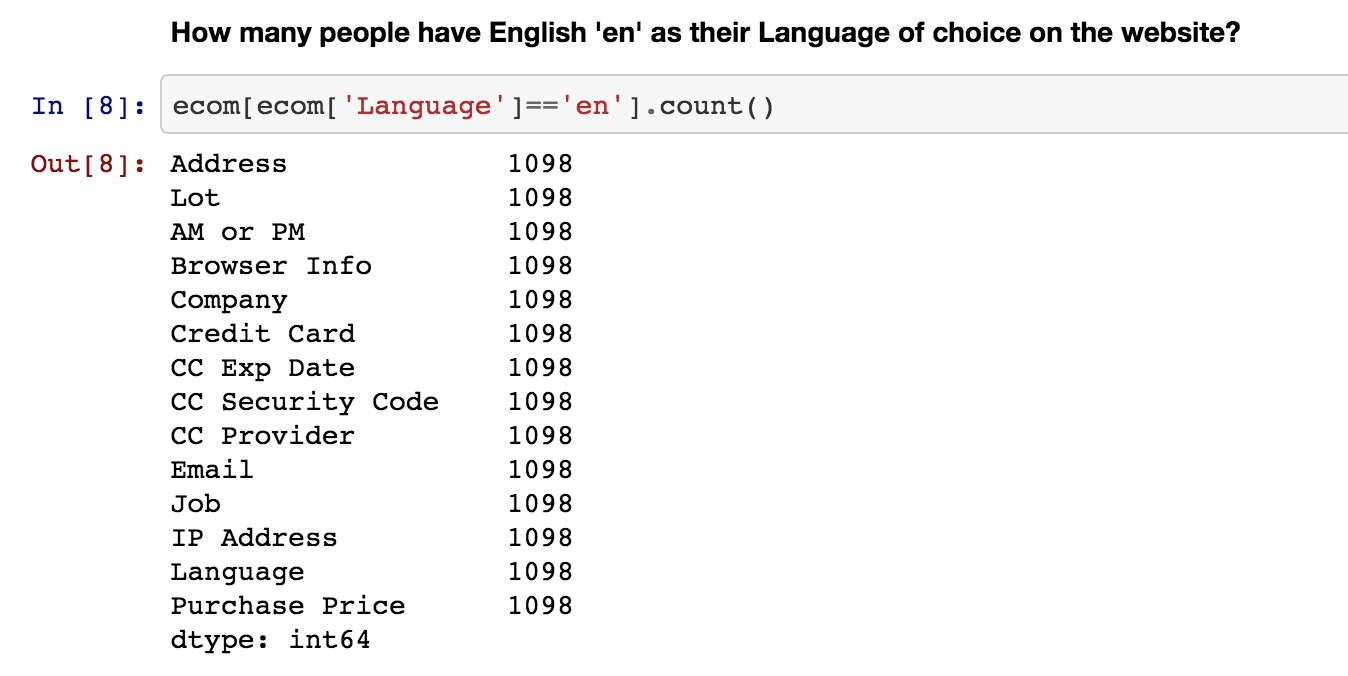 How many people have English 'en' as their Language of choice on the website?
In [8]: ecom[ecom['Language']=='en'].count()
Out[8]: Address 1098
Lot 1098
AM or PM 1098
Browser Info 1098
Company 1098
Credit Card 1098
CC Exp Date 1098
CC Security Code 1098
CC Provider 1098
Email 1098
Job 1098
IP Address 1098
Language 1098
Purchase Price 1098
dtype: int64